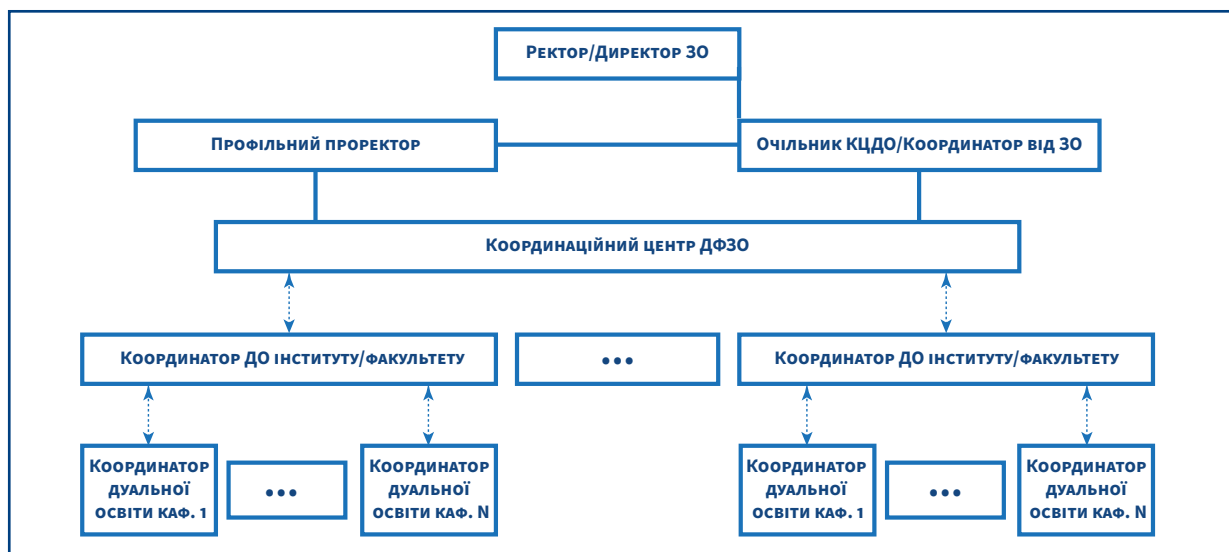 Ректор/Директор ЗО
Профільний проректор
Очільник КЦДО/Координатор від ЗО
Координаційний центр ДФЗО
Координатор ДО інституту/факультету
•••
Координатор ДО інституту/факультету
Координатор
дуальної
освіти каф. 1
•••
Координатор
дуальної
освіти каф. N
Координатор
дуальної
освіти каф. 1
•••
Координатор
дуальної
освіти каф. N